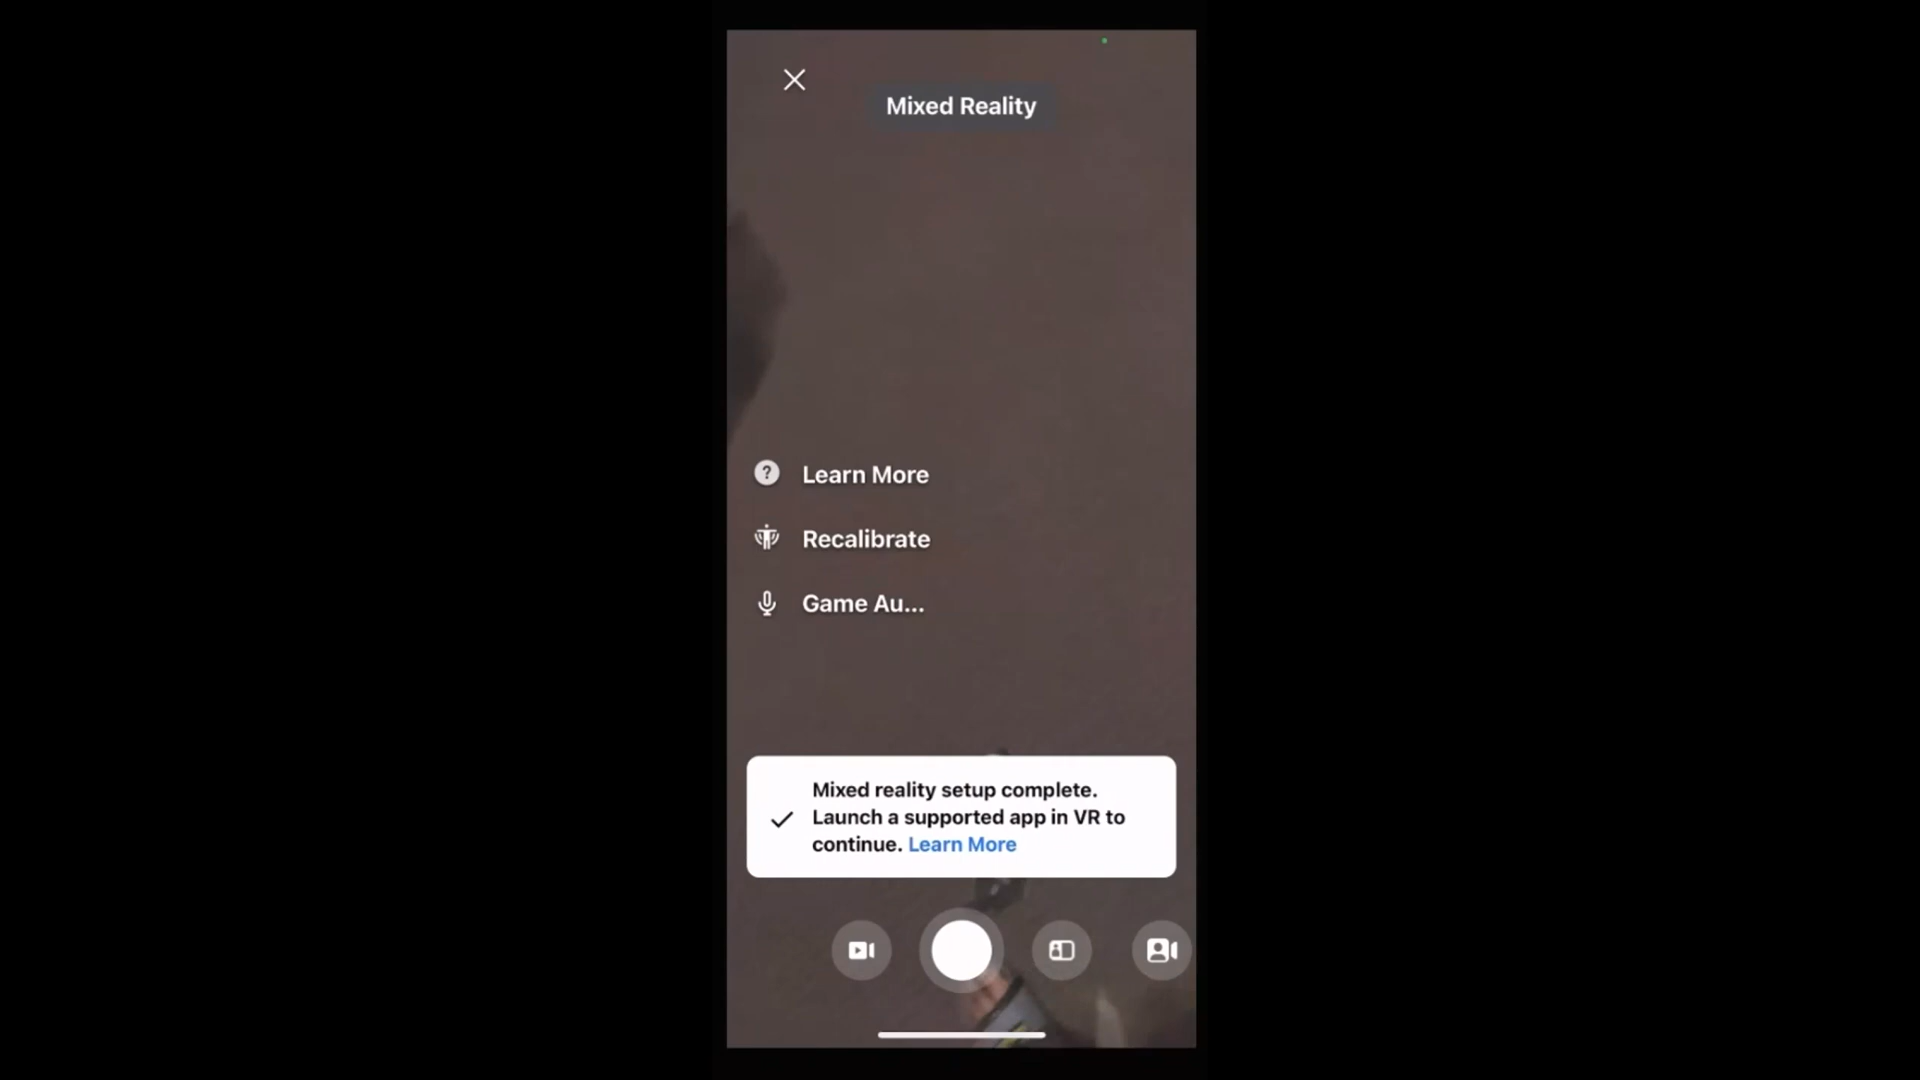 Mixed Reality
Learn More
Recalibrate
Game Au...
Mixed reality setup complete.
Launch a supported app in VR to
continue. Learn More